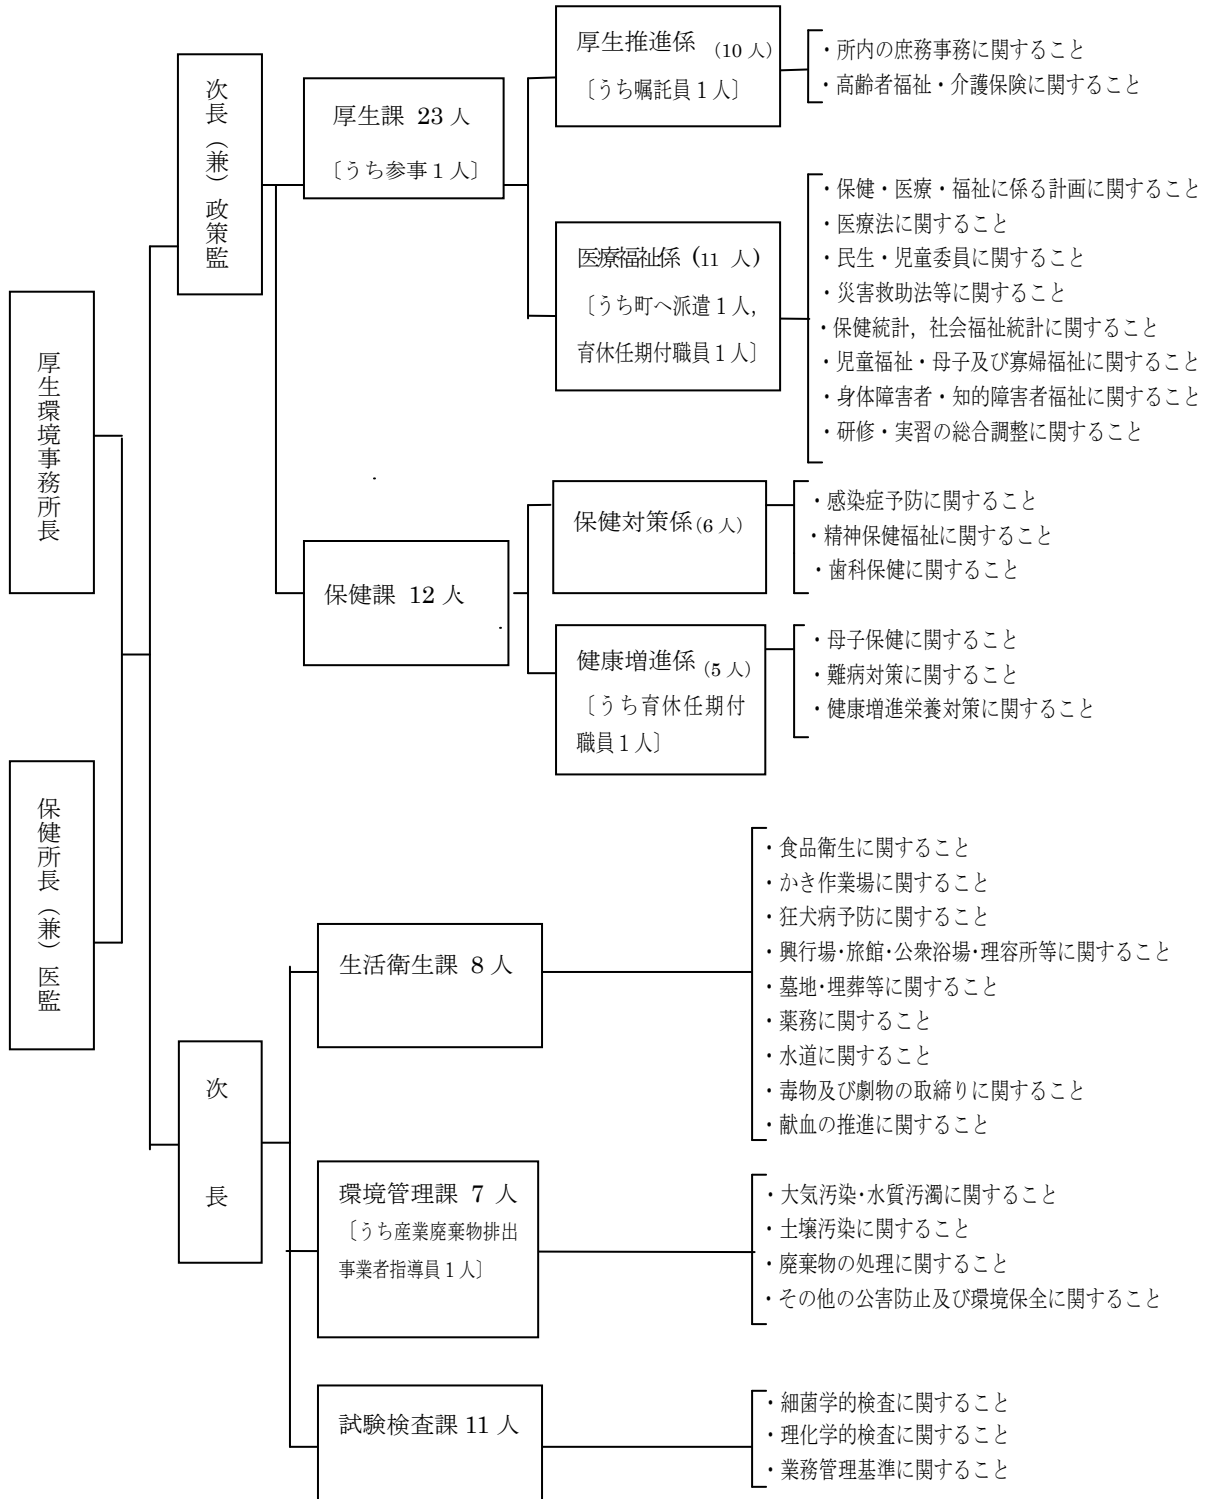 厚生環境事務所長
保健所長（兼）医監
次長（兼）政策監
次長
厚生課 23 人
〔うち参事１人〕
厚生推進係 (10 人)
〔うち嘱託員１人〕
・所内の庶務事務に関すること
・高齢者福祉・介護保険に関すること
医療福祉係 (11 人)
〔うち町へ派遣１人，
育休任期付職員１人〕
・保健・医療・福祉に係る計画に関すること
・医療法に関すること
・民生・児童委員に関すること
・災害救助法等に関すること
・保健統計，社会福祉統計に関すること
・児童福祉・母子及び寡婦福祉に関すること
・身体障害者・知的障害者福祉に関すること
・研修・実習の総合調整に関すること
保健課 12 人
保健対策係(6 人)
・感染症予防に関すること
・精神保健福祉に関すること
・歯科保健に関すること
健康増進係 (5 人)
〔うち育休任期付
職員１人〕
・母子保健に関すること
・難病対策に関すること
・健康増進栄養対策に関すること
生活衛生課 8 人
・食品衛生に関すること
・かき作業場に関すること
・狂犬病予防に関すること
・興行場･旅館･公衆浴場･理容所等に関すること
・墓地･埋葬等に関すること
・薬務に関すること
・水道に関すること
・毒物及び劇物の取締りに関すること
・献血の推進に関すること
環境管理課 7 人
〔うち産業廃棄物排出
事業者指導員１人〕
・大気汚染･水質汚濁に関すること
・土壌汚染に関すること
・廃棄物の処理に関すること
・その他の公害防止及び環境保全に関すること
試験検査課 11 人
・細菌学的検査に関すること
・理化学的検査に関すること
・業務管理基準に関すること